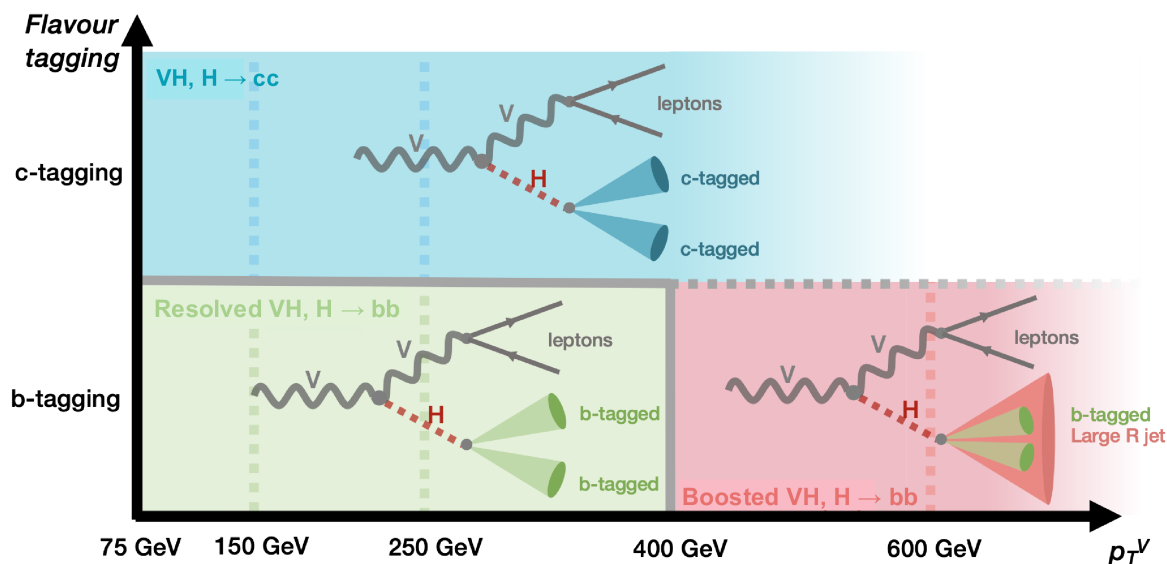 Flavour
tagging
VH, H → cc
V
V
leptons
H
c-tagged
c-tagged
c-tagging
Resolved VH, H → bb
V
V
leptons
H
b-tagged
b-tagged
b-tagging
V
V
leptons
H
b-tagged
Large R jet
Boosted VH, H → bb
75 GeV
150 GeV
250 GeV
400 GeV
600 GeV
pTV